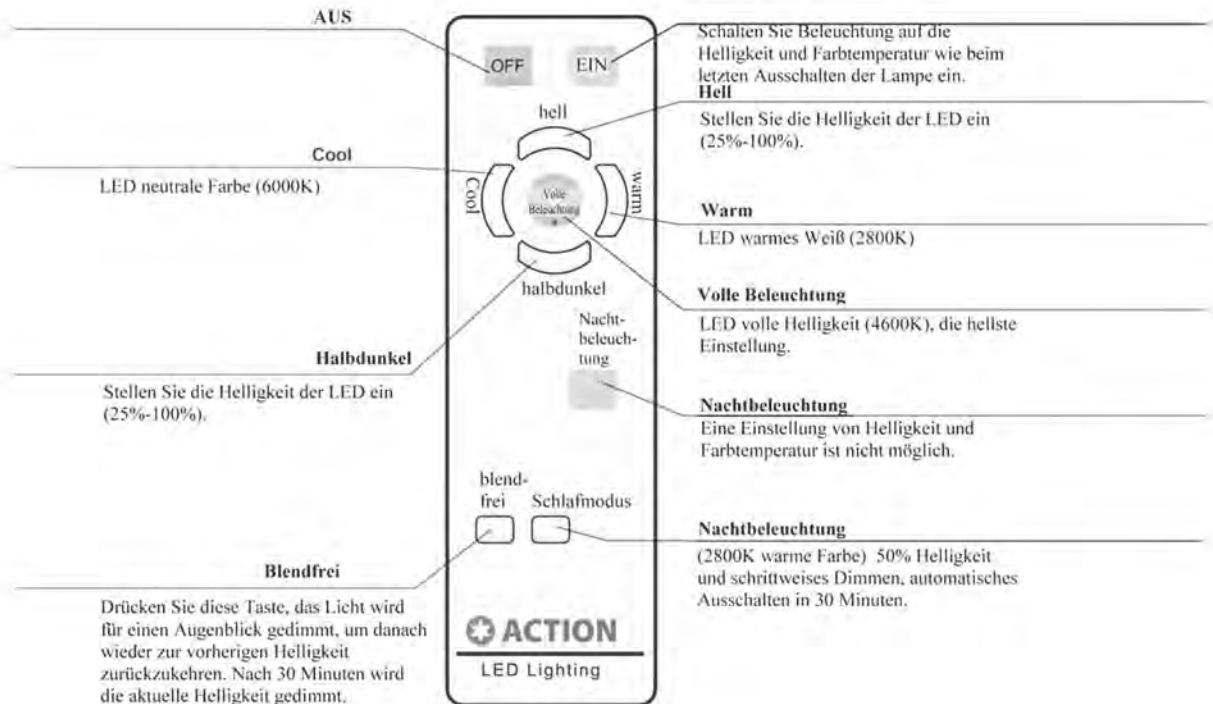 AUS
Cool
LED neutrale Farbe (6000K)
Halbdunkel
Stellen Sie die Helligkeit der LED ein
(25%-100%).
Blendfrei
Drücken Sie diese Taste, das Licht wird
für einen Augenblick gedimmt, um danach
wieder zur vorherigen Helligkeit
zurückzukehren. Nach 30 Minuten wird
die aktuelle Helligkeit gedimmt.
OFF
EIN
hell
Cool
Volle
Beleuchtung
warm
halbdunkel
Nacht-
beleuch-
tung
blend-
frei
Schlafmodus
ACTION
LED Lighting
Schalten Sie Beleuchtung auf die
Helligkeit und Farbtemperatur wie beim
letzten Ausschalten der Lampe ein.
Hell
Stellen Sie die Helligkeit der LED ein
(25%-100%).
Warm
LED warmes Weiß (2800K)
Volle Beleuchtung
LED volle Helligkeit (4600K), die hellste
Einstellung.
Nachtbeleuchtung
Eine Einstellung von Helligkeit und
Farbtemperatur ist nicht möglich.
Nachtbeleuchtung
(2800K warme Farbe) 50% Helligkeit
und schrittweises Dimmen, automatisches
Ausschalten in 30 Minuten.